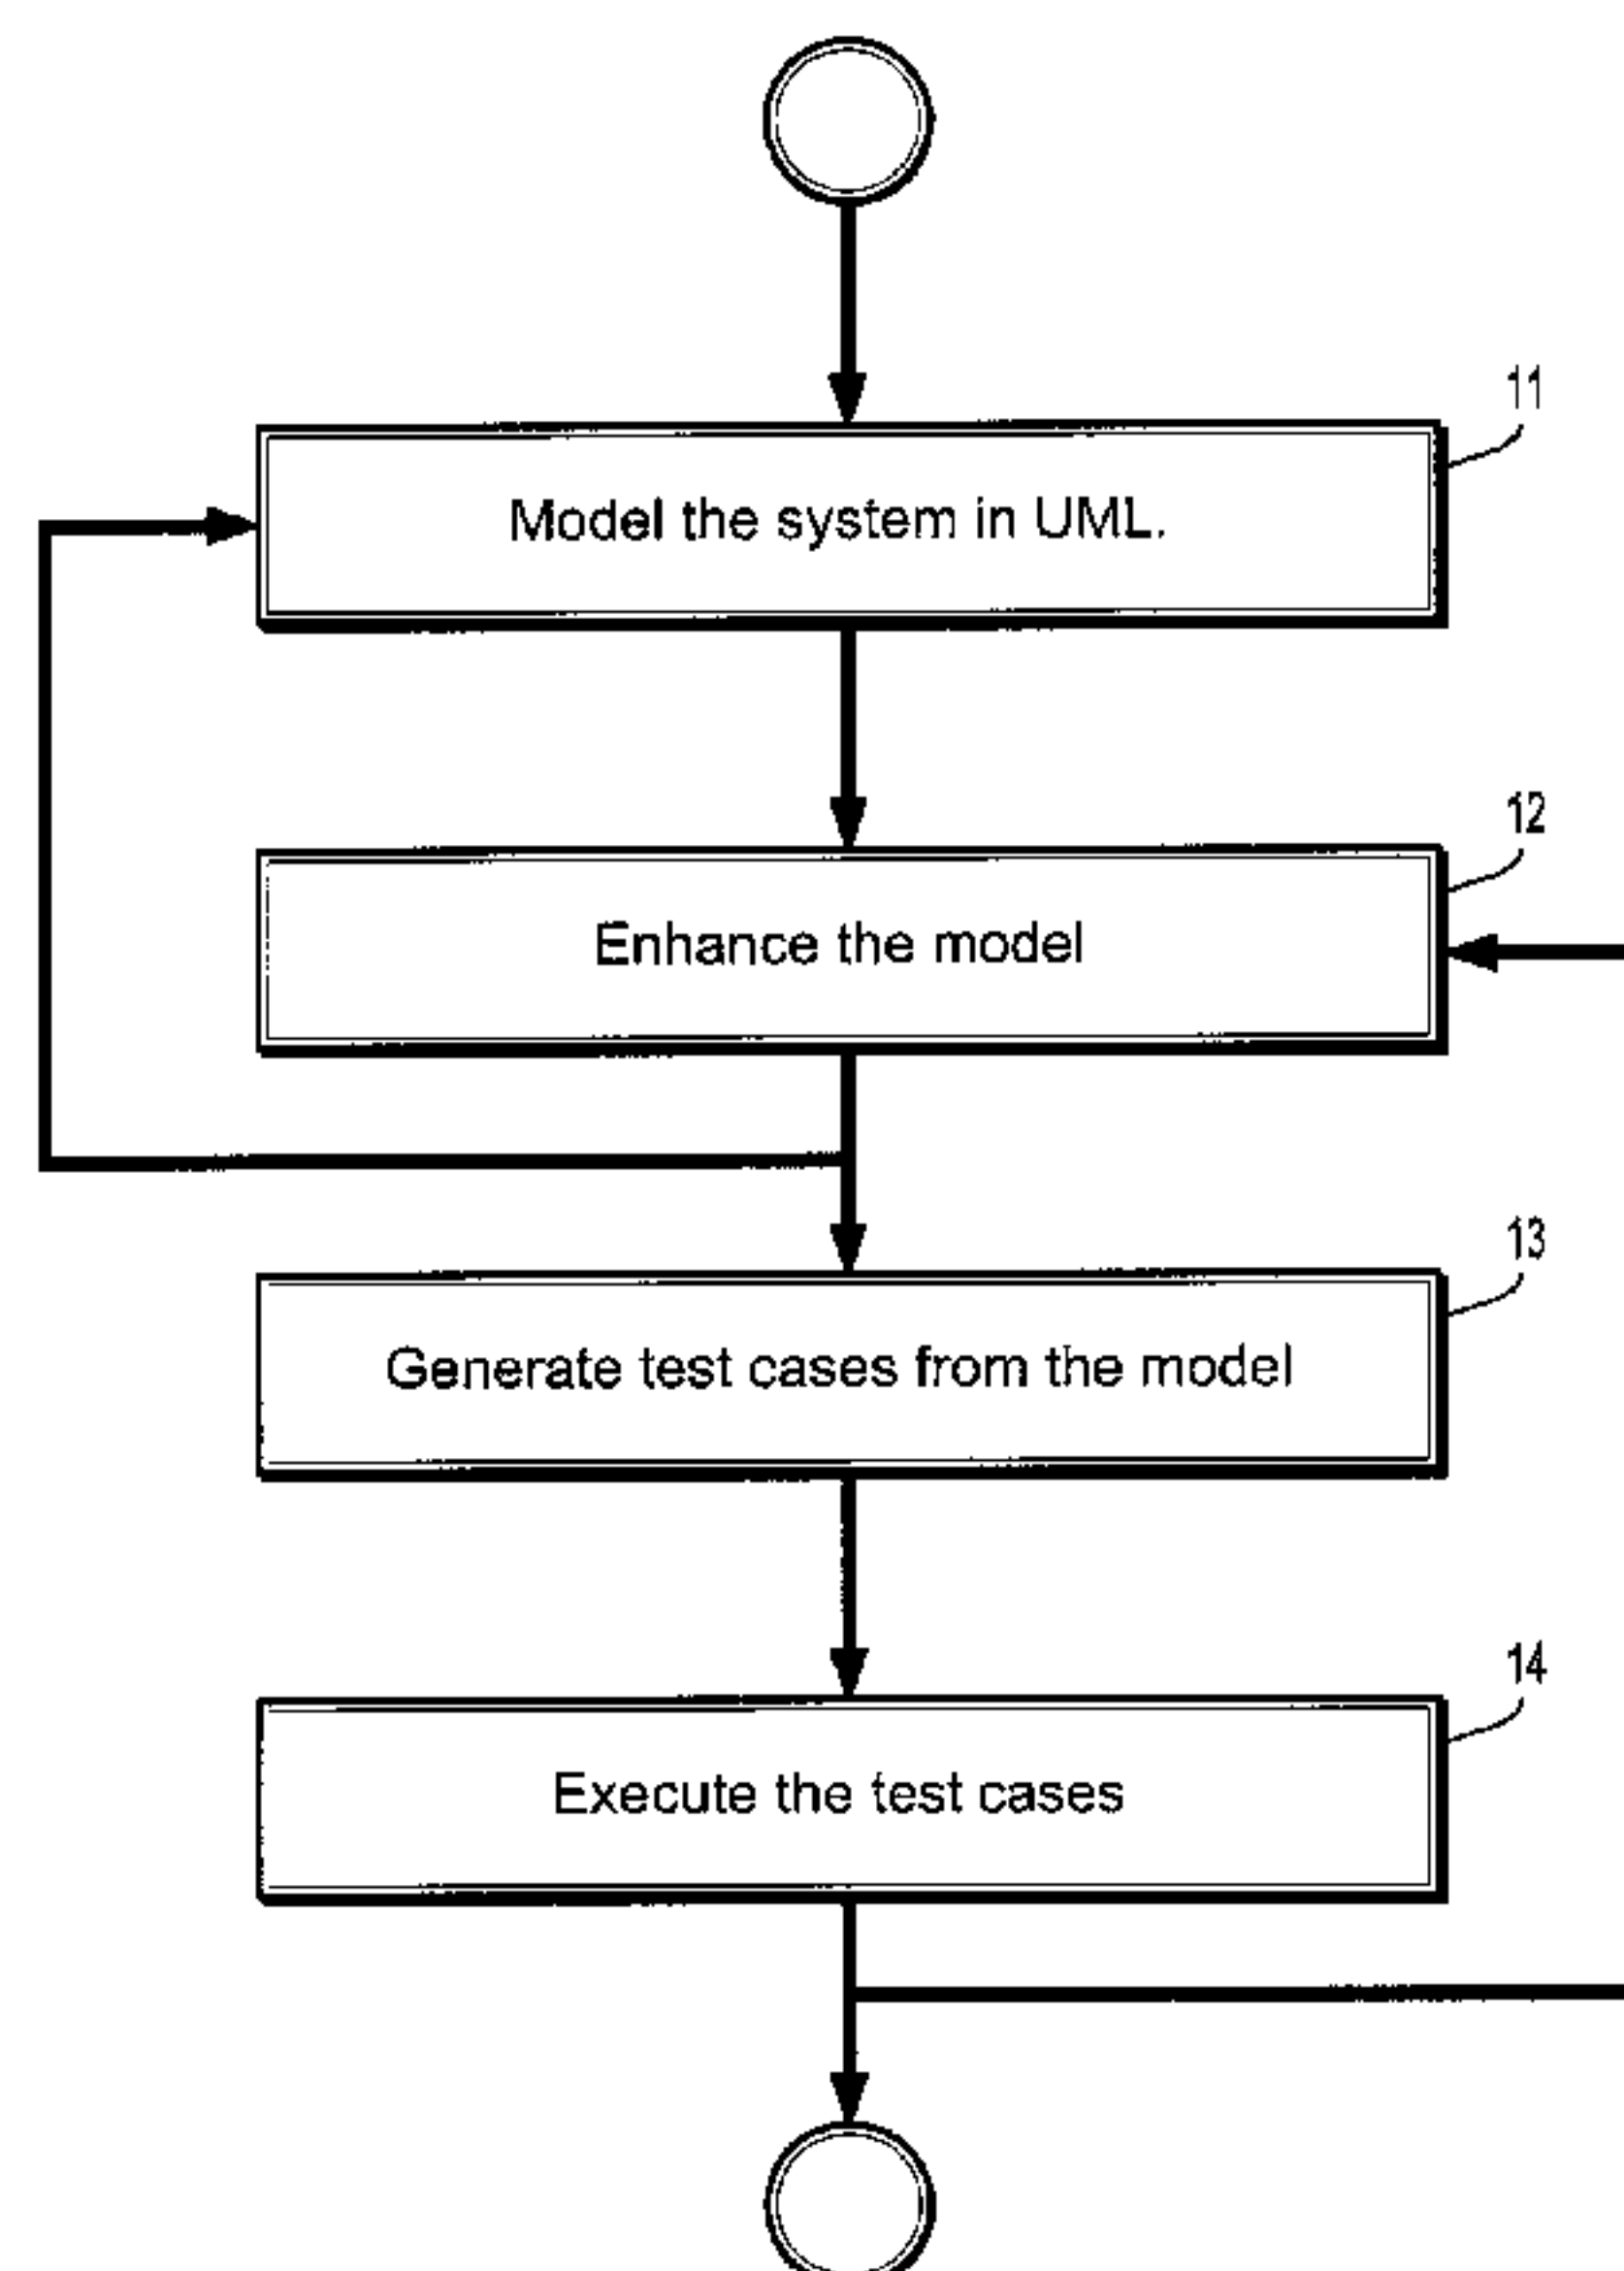 11
Model the system in UML.
12
Enhance the model
13
Generate test cases from the model
14
Execute the test cases